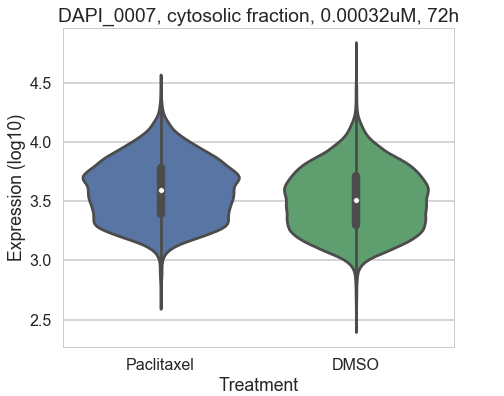 DAPI_0007, cytosolic fraction, 0.00032uM, 72h
Expression (log10)
4.5
4.0
3.5
3.0
2.5
Paclitaxel DMSO
Treatment